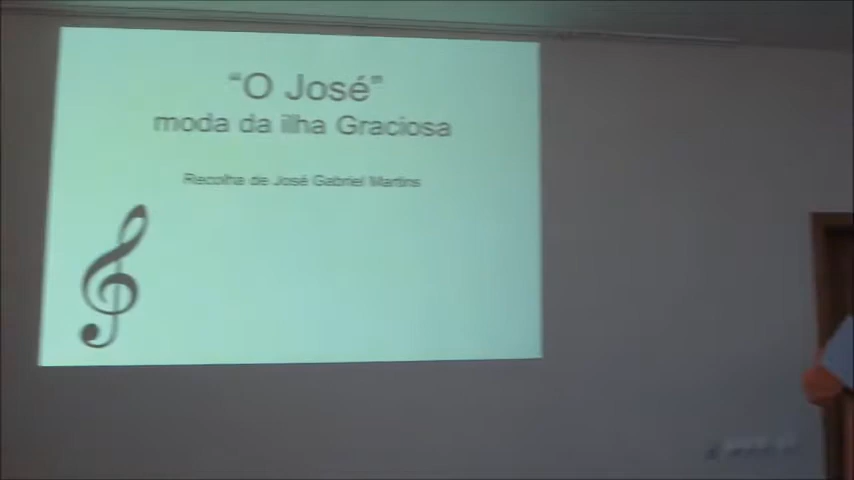 “O José”
moda da ilha Graciosa
Recolha de José Gabriel Martins